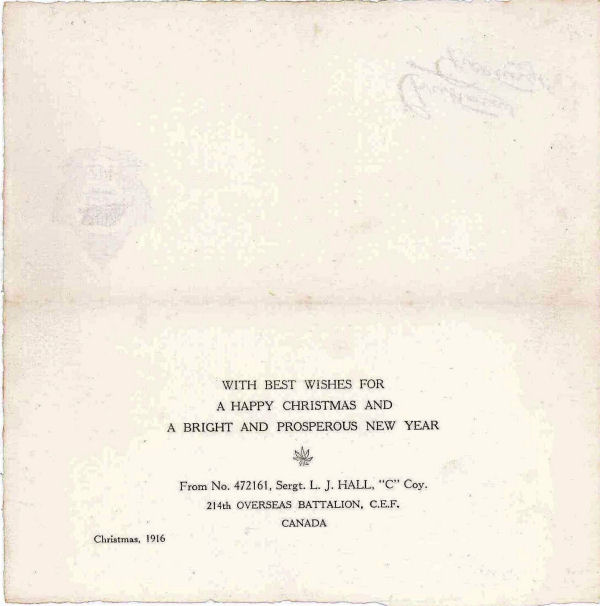 WITH BEST WISHES FOR
A HAPPY CHRISTMAS AND
A BRIGHT AND PROSPEROUS NEW YEAR
From No. 472161, Sergt. L. J. HALL, "C" Coy.
214th OVERSEAS BATTALION, C.E.F.
CANADA
Christmas, 1916